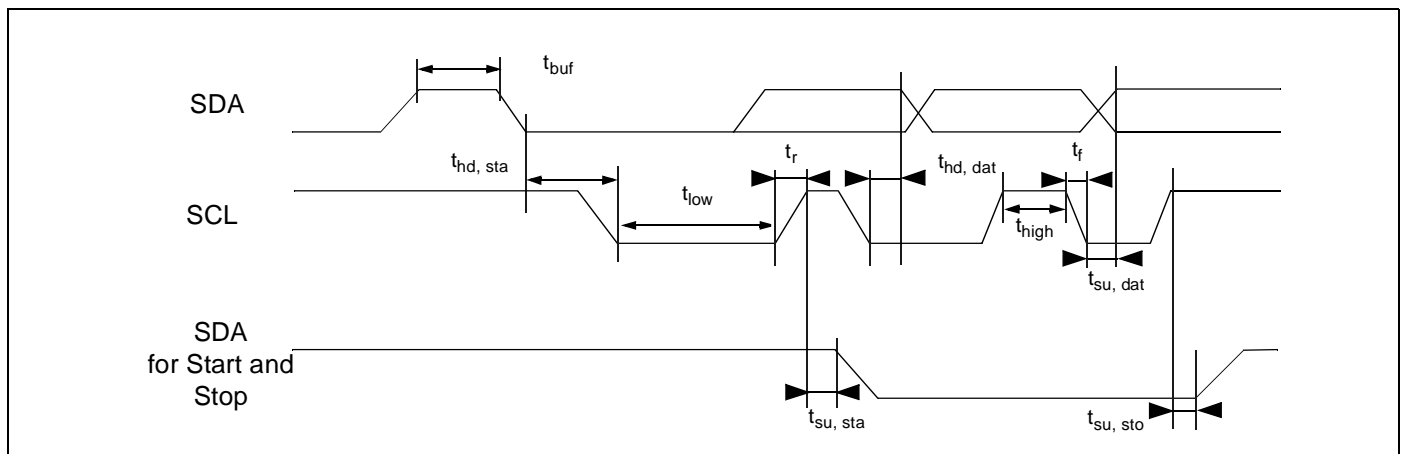 t_buf
SDA
t_hd, sta
t_r
t_hd, dat
t_f
t_low
SCL
t_high
t_su, dat
SDA
for Start and
Stop
t_su, sta
t_su, sto